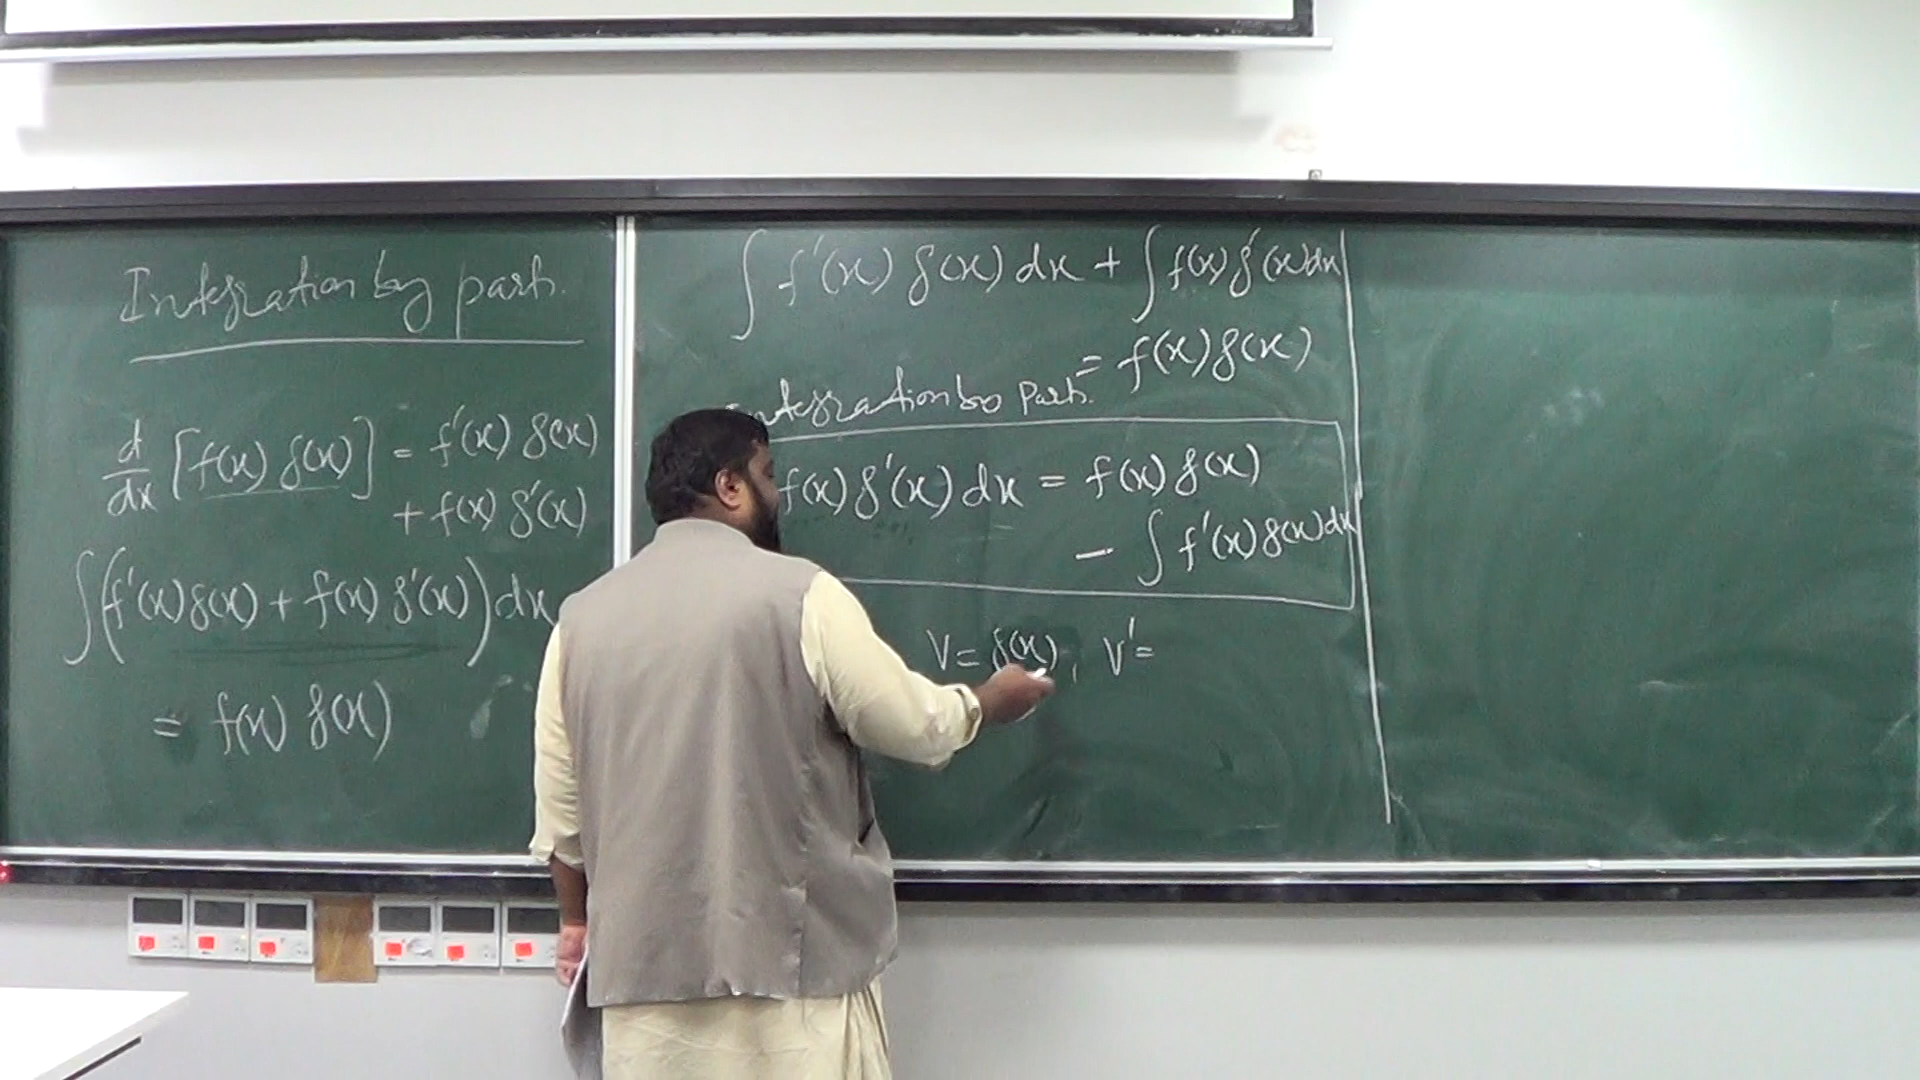 Integration by parts.
d/dx [f(x) g(x)] = f'(x) g(x)
+ f(x) g'(x)
∫(f'(x)g(x) + f(x) g'(x))dx
= f(x) g(x)
∫ f'(x) g(x) dx + ∫ f(x) g'(x)dx
= f(x) g(x)
Integration by Parts.
f(x) g'(x) dx = f(x) g(x)
- ∫ f'(x) g(x) dx
V = g(x), V' =